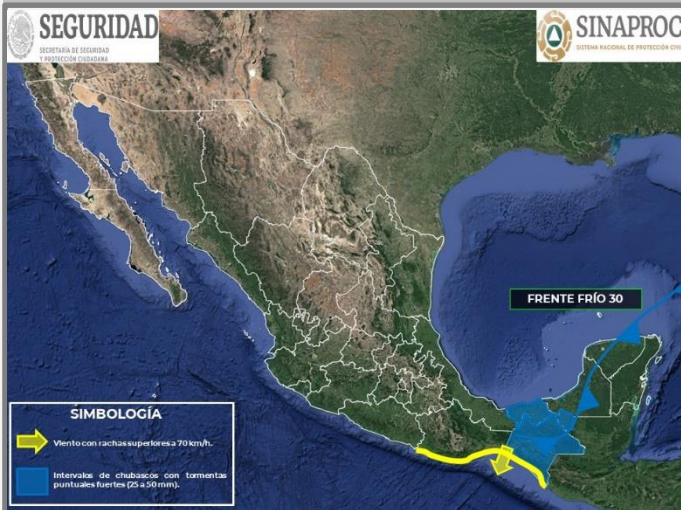 SEGURIDAD
SECRETARÍA DE SEGURIDAD
Y PROTECCIÓN CIUDADANA
SINAPROC
SISTEMA NACIONAL DE PROTECCIÓN CIVI
FRENTE FRÍO 30
SIMBOLOGÍA
Viento con rachas superiores a 70 km/h.
Intervalos de chubascos con tormentas
puntuales fuertes (25 a 50 mm).